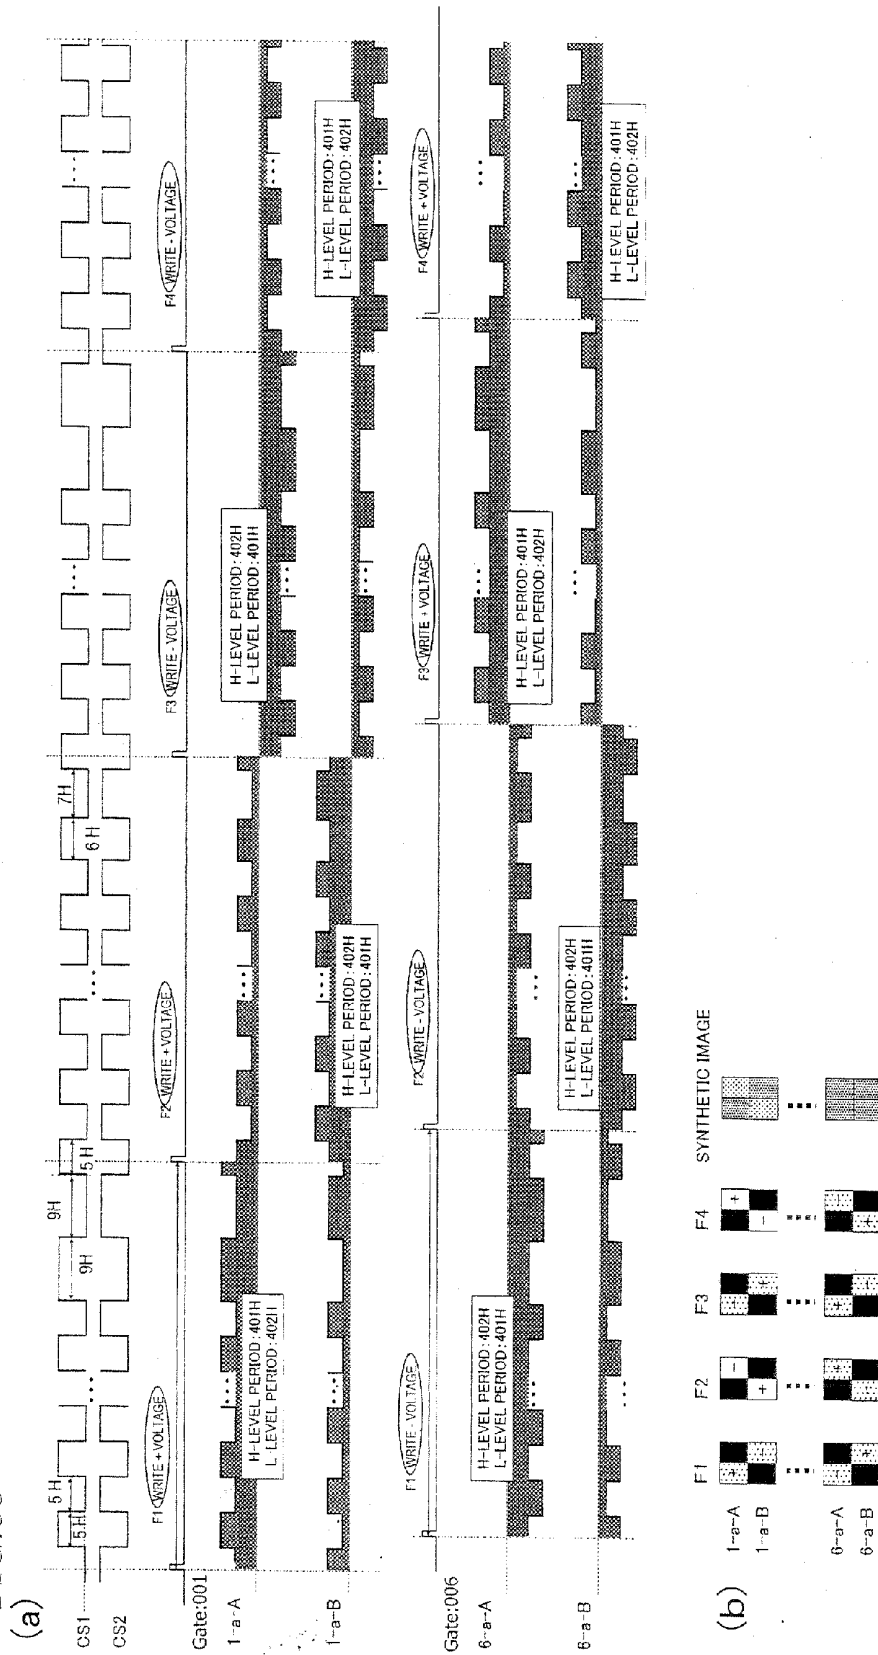 (a)
CS1
CS2
5H
5H
9H
9H
5H
6H
7H
Gate:001
F1 WRITE + VOLTAGE
F2 WRITE + VOLTAGE
F3 WRITE - VOLTAGE
F4 WRITE - VOLTAGE
1-a-A
H-LEVEL PERIOD:401H
L-LEVEL PERIOD:402H
H-LEVEL PERIOD:402H
L-LEVEL PERIOD:401H
1-a-B
H-LEVEL PERIOD:402H
L-LEVEL PERIOD:401H
H-LEVEL PERIOD:401H
L-LEVEL PERIOD:402H
Gate:006
F1 WRITE - VOLTAGE
F2 WRITE - VOLTAGE
F3 WRITE + VOLTAGE
F4 WRITE + VOLTAGE
6-a-A
H-LEVEL PERIOD:402H
L-LEVEL PERIOD:401H
H-LEVEL PERIOD:401H
L-LEVEL PERIOD:402H
6-a-B
H-LEVEL PERIOD:402H
L-LEVEL PERIOD:401H
H-LEVEL PERIOD:401H
L-LEVEL PERIOD:402H
(b)
F1 F2 F3 F4 SYNTHETIC IMAGE
1-a-A
1-a-B
6-a-A
6-a-B